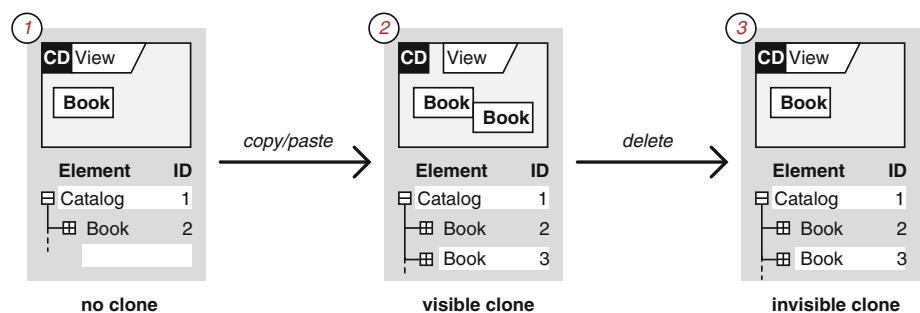 1 2 3
CD View CD View CD View
Book Book Book
Book
copy/paste delete
Element ID Element ID Element ID
Catalog 1 Catalog 1 Catalog 1
Book 2 Book 2 Book 2
Book 3 Book 3
no clone visible clone invisible clone